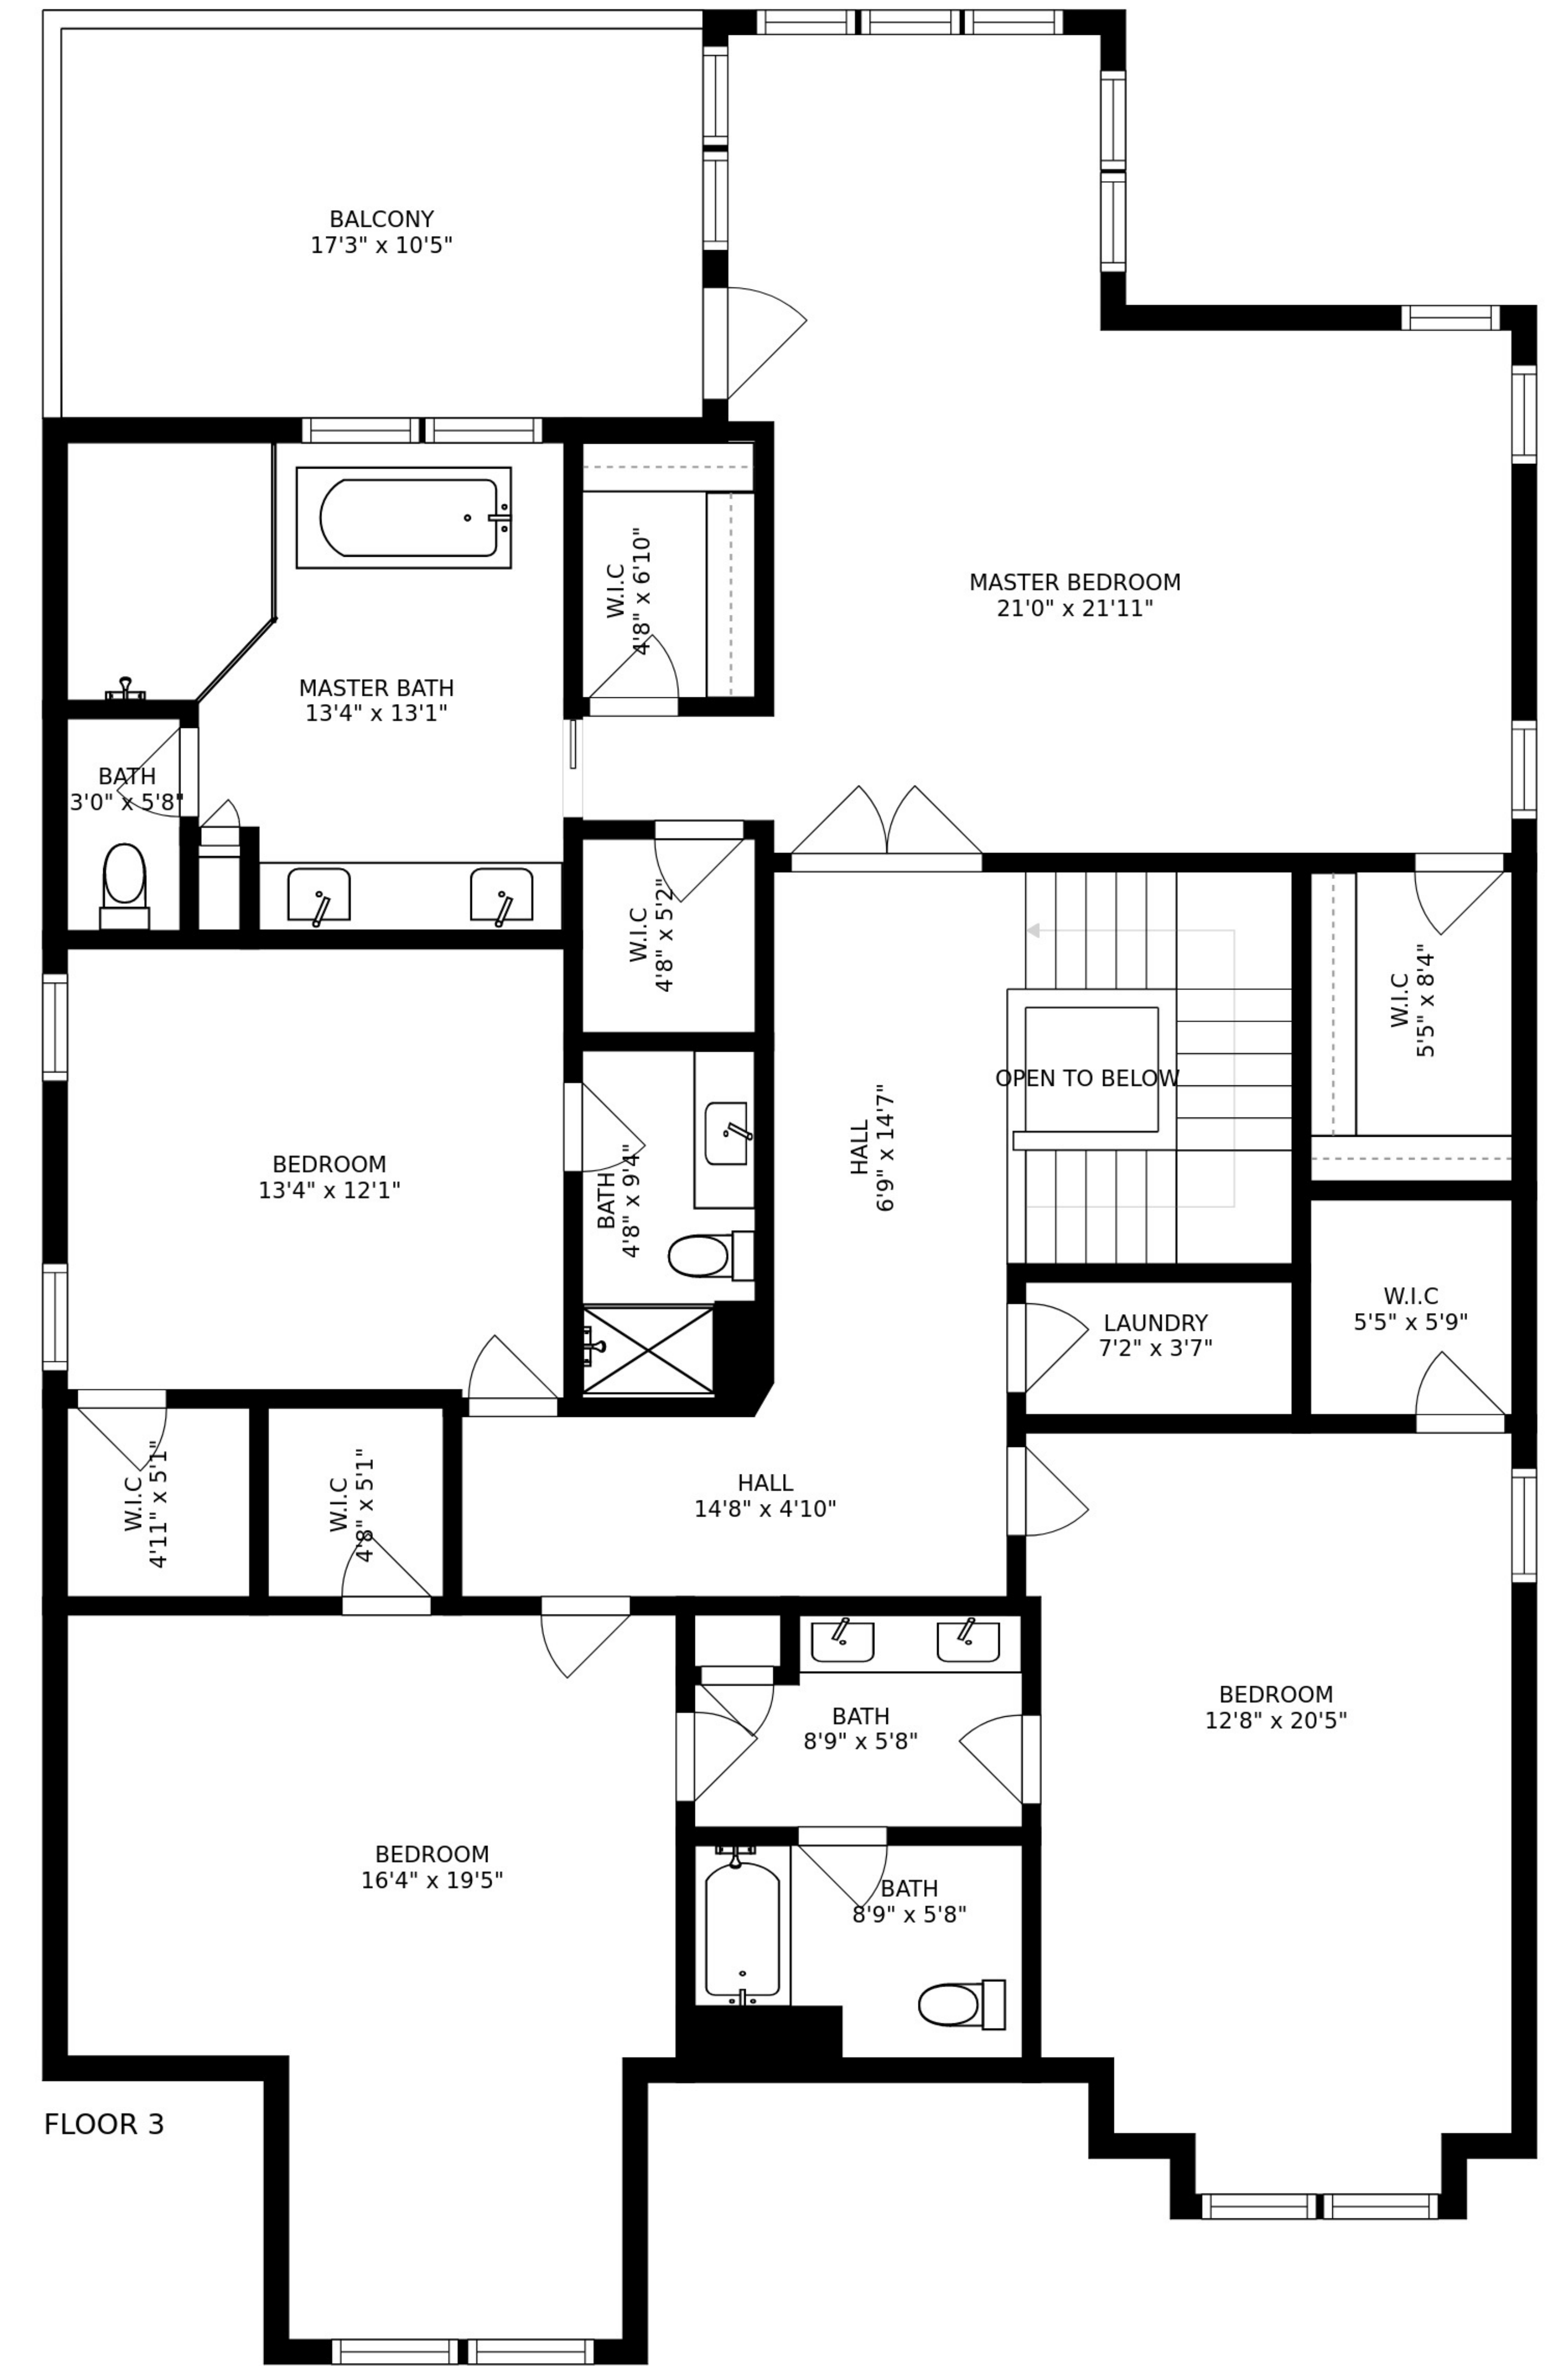 BALCONY
17'3" x 10'5"
MASTER BEDROOM
21'0" x 21'11"
W.I.C
4'8" x 6'10"
MASTER BATH
13'4" x 13'1"
BATH
3'0" x 5'8"
W.I.C
4'8" x 5'2"
W.I.C
5'5" x 8'4"
OPEN TO BELOW
HALL
6'9" x 14'7"
BEDROOM
13'4" x 12'1"
BATH
4'8" x 9'4"
W.I.C
5'5" x 5'9"
LAUNDRY
7'2" x 3'7"
W.I.C
4'11" x 5'1"
W.I.C
4'8" x 5'1"
HALL
14'8" x 4'10"
BEDROOM
12'8" x 20'5"
BATH
8'9" x 5'8"
BEDROOM
16'4" x 19'5"
BATH
8'9" x 5'8"
FLOOR 3